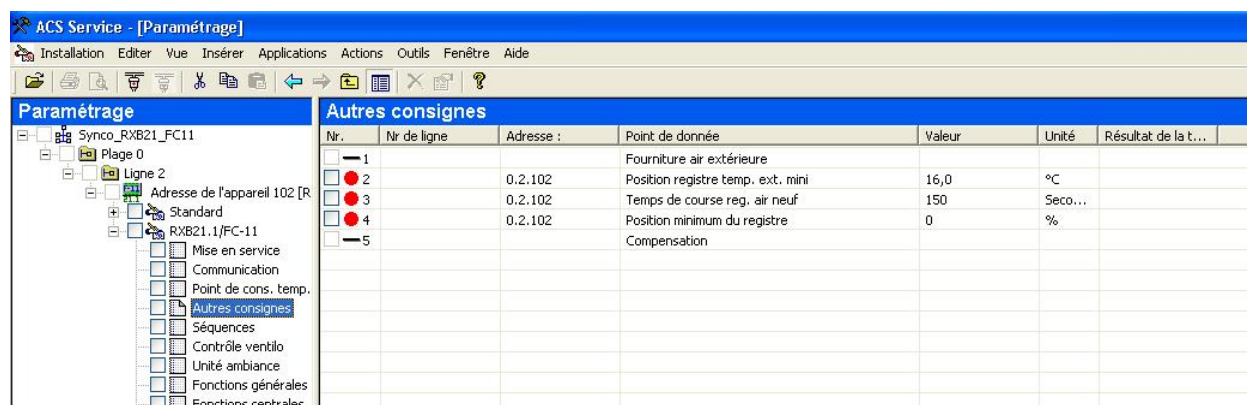 ACS Service - [Paramétrage]
Installation Editer Vue Insérer Applications Actions Outils Fenêtre Aide
Paramétrage
Autres consignes
Synco_RXB21_FC11
Plage 0
Ligne 2
Adresse de l'appareil 102 [R
Standard
RXB21.1/FC-11
Mise en service
Communication
Point de cons. temp.
Autres consignes
Séquences
Contrôle ventilo
Unité ambiance
Fonctions générales
Fonctions centrales
Nr. Nr de ligne Adresse : Point de donnée Valeur Unité Résultat de la t...
1 Fourniture air extérieure
2 0.2.102 Position registre temp. ext. mini 16,0 °C
3 0.2.102 Temps de course reg. air neuf 150 Seco...
4 0.2.102 Position minimum du registre 0 %
5 Compensation